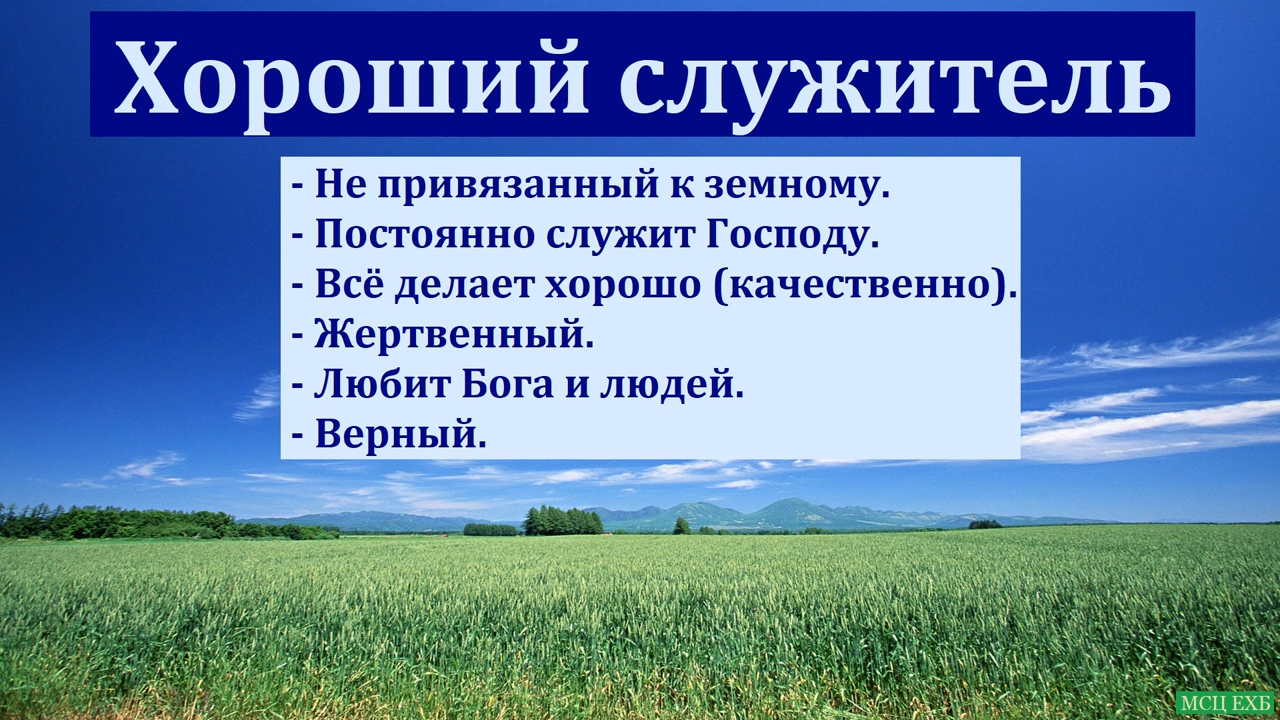 Хороший служитель
- Не привязанный к земному.
- Постоянно служит Господу.
- Всё делает хорошо (качественно).
- Жертвенный.
- Любит Бога и людей.
- Верный.
МСЦ ЕХБ